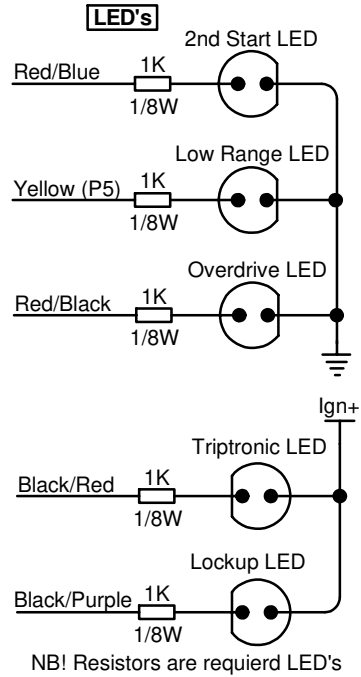 LED's
2nd Start LED
Red/Blue
1K
1/8W
Low Range LED
Yellow (P5)
1K
1/8W
Overdrive LED
Red/Black
1K
1/8W
Ign+
Triptronic LED
Black/Red
1K
1/8W
Lockup LED
Black/Purple
1K
1/8W
NB! Resistors are requierd LED's